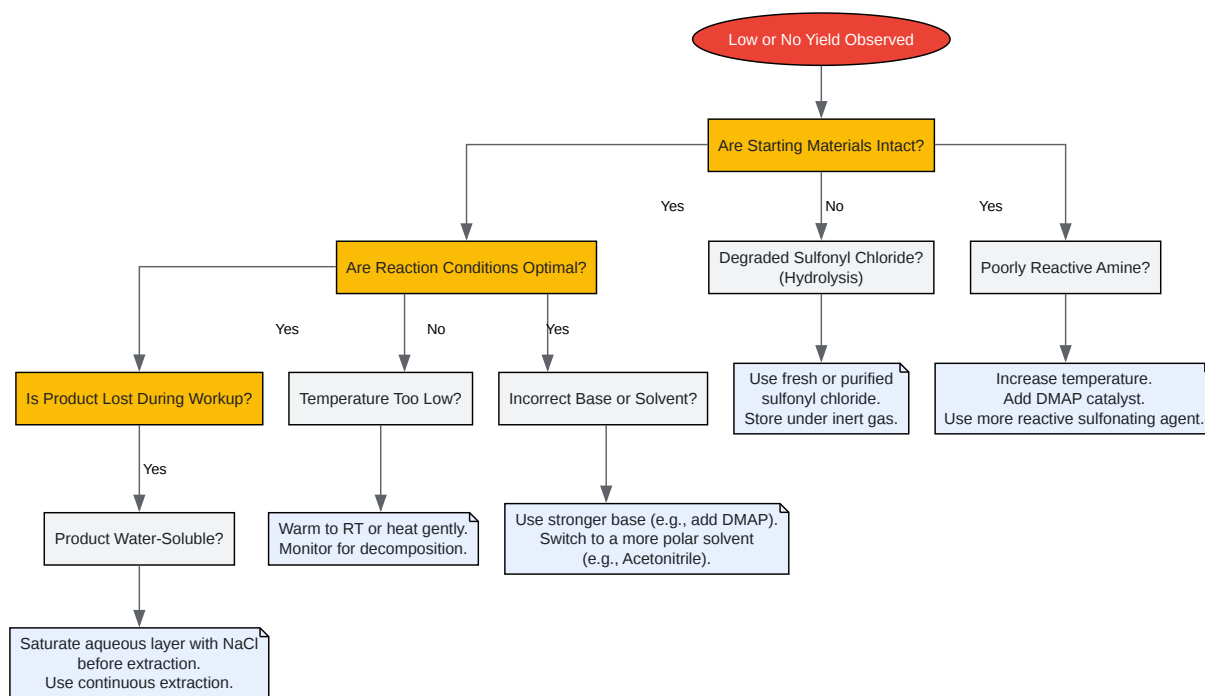 Low or No Yield Observed
Are Starting Materials Intact?
Yes
No
Yes
Are Reaction Conditions Optimal?
Degraded Sulfonyl Chloride?
(Hydrolysis)
Poorly Reactive Amine?
Yes
No
Yes
Is Product Lost During Workup?
Temperature Too Low?
Incorrect Base or Solvent?
Use fresh or purified
sulfonyl chloride.
Store under inert gas.
Increase temperature.
Add DMAP catalyst.
Use more reactive sulfonating agent.
Yes
Product Water-Soluble?
Warm to RT or heat gently.
Monitor for decomposition.
Use stronger base (e.g., add DMAP).
Switch to a more polar solvent
(e.g., Acetonitrile).
Saturate aqueous layer with NaCl
before extraction.
Use continuous extraction.